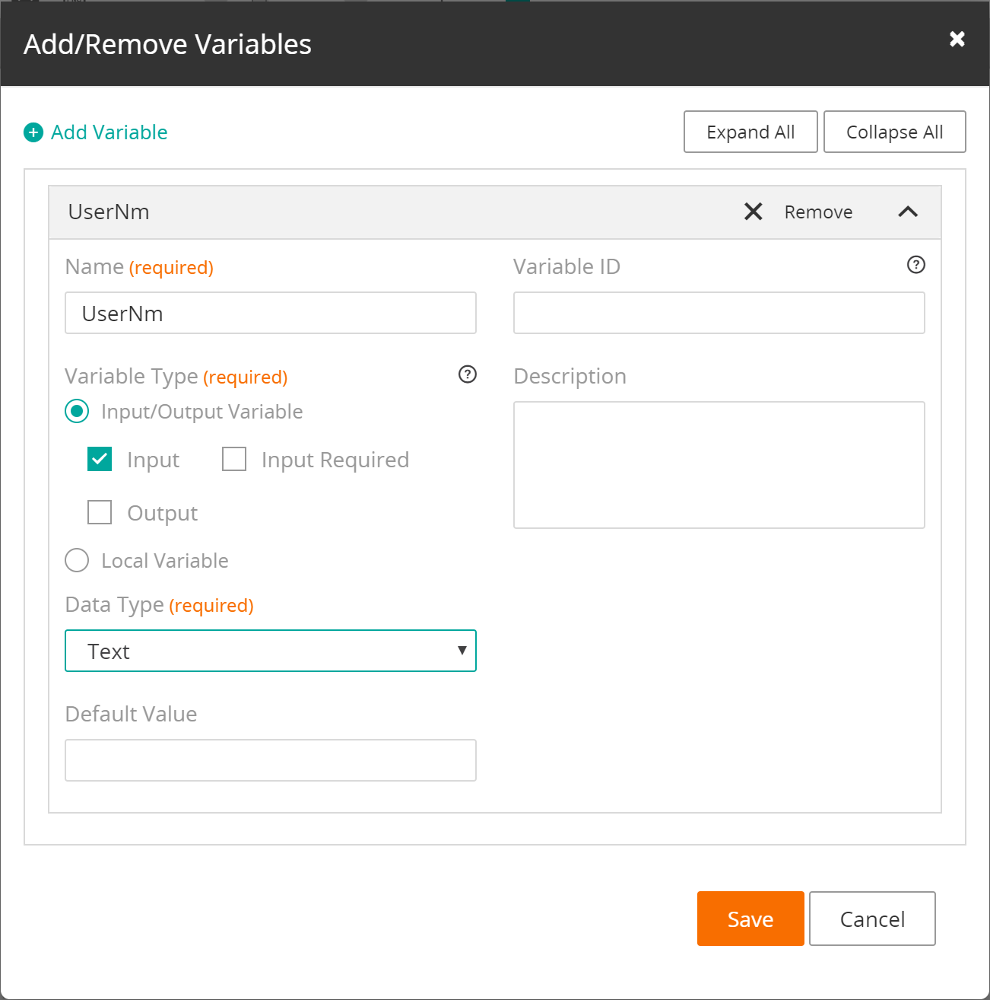 Add/Remove Variables
Add Variable
Expand All
Collapse All
UserNm
Remove
Name (required)
UserNm
Variable ID
Variable Type (required)
Input/Output Variable
Input
Input Required
Output
Local Variable
Description
Data Type (required)
Text
Default Value
Save
Cancel